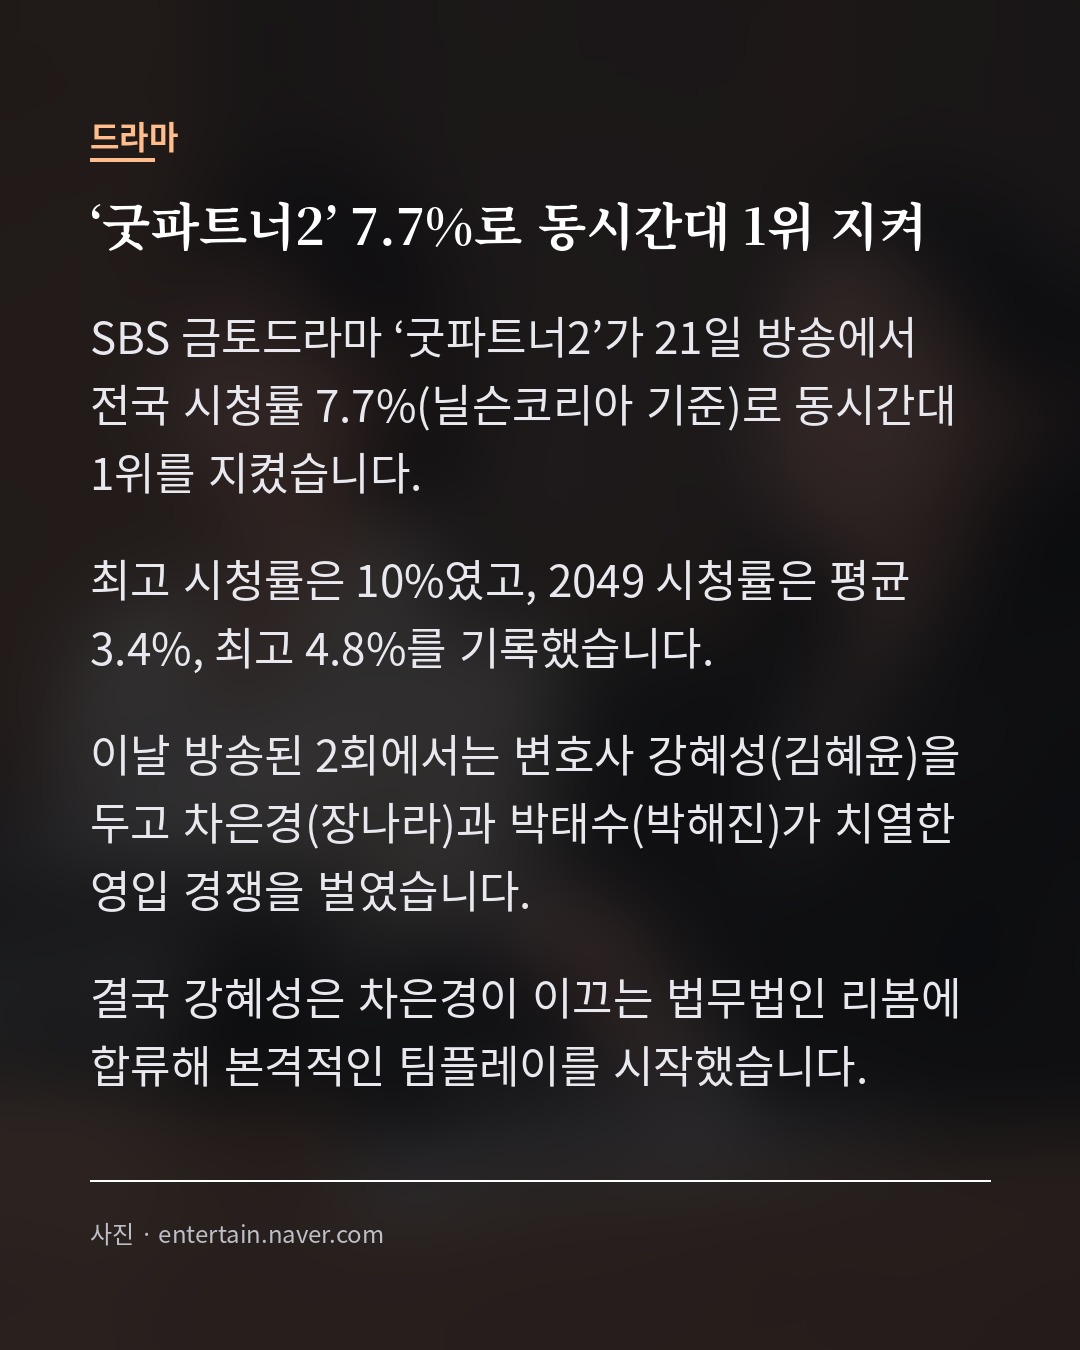 드라마
‘굿파트너2’ 7.7%로 동시간대 1위 지켜
SBS 금토드라마 ‘굿파트너2’가 21일 방송에서
전국 시청률 7.7%(닐슨코리아 기준)로 동시간대
1위를 지켰습니다.
최고 시청률은 10%였고, 2049 시청률은 평균
3.4%, 최고 4.8%를 기록했습니다.
이날 방송된 2회에서는 변호사 강혜성(김혜윤)을
두고 차은경(장나라)과 박태수(박해진)가 치열한
영입 경쟁을 벌였습니다.
결국 강혜성은 차은경이 이끄는 법무법인 리봄에
합류해 본격적인 팀플레이를 시작했습니다.
사진 · entertain.naver.com